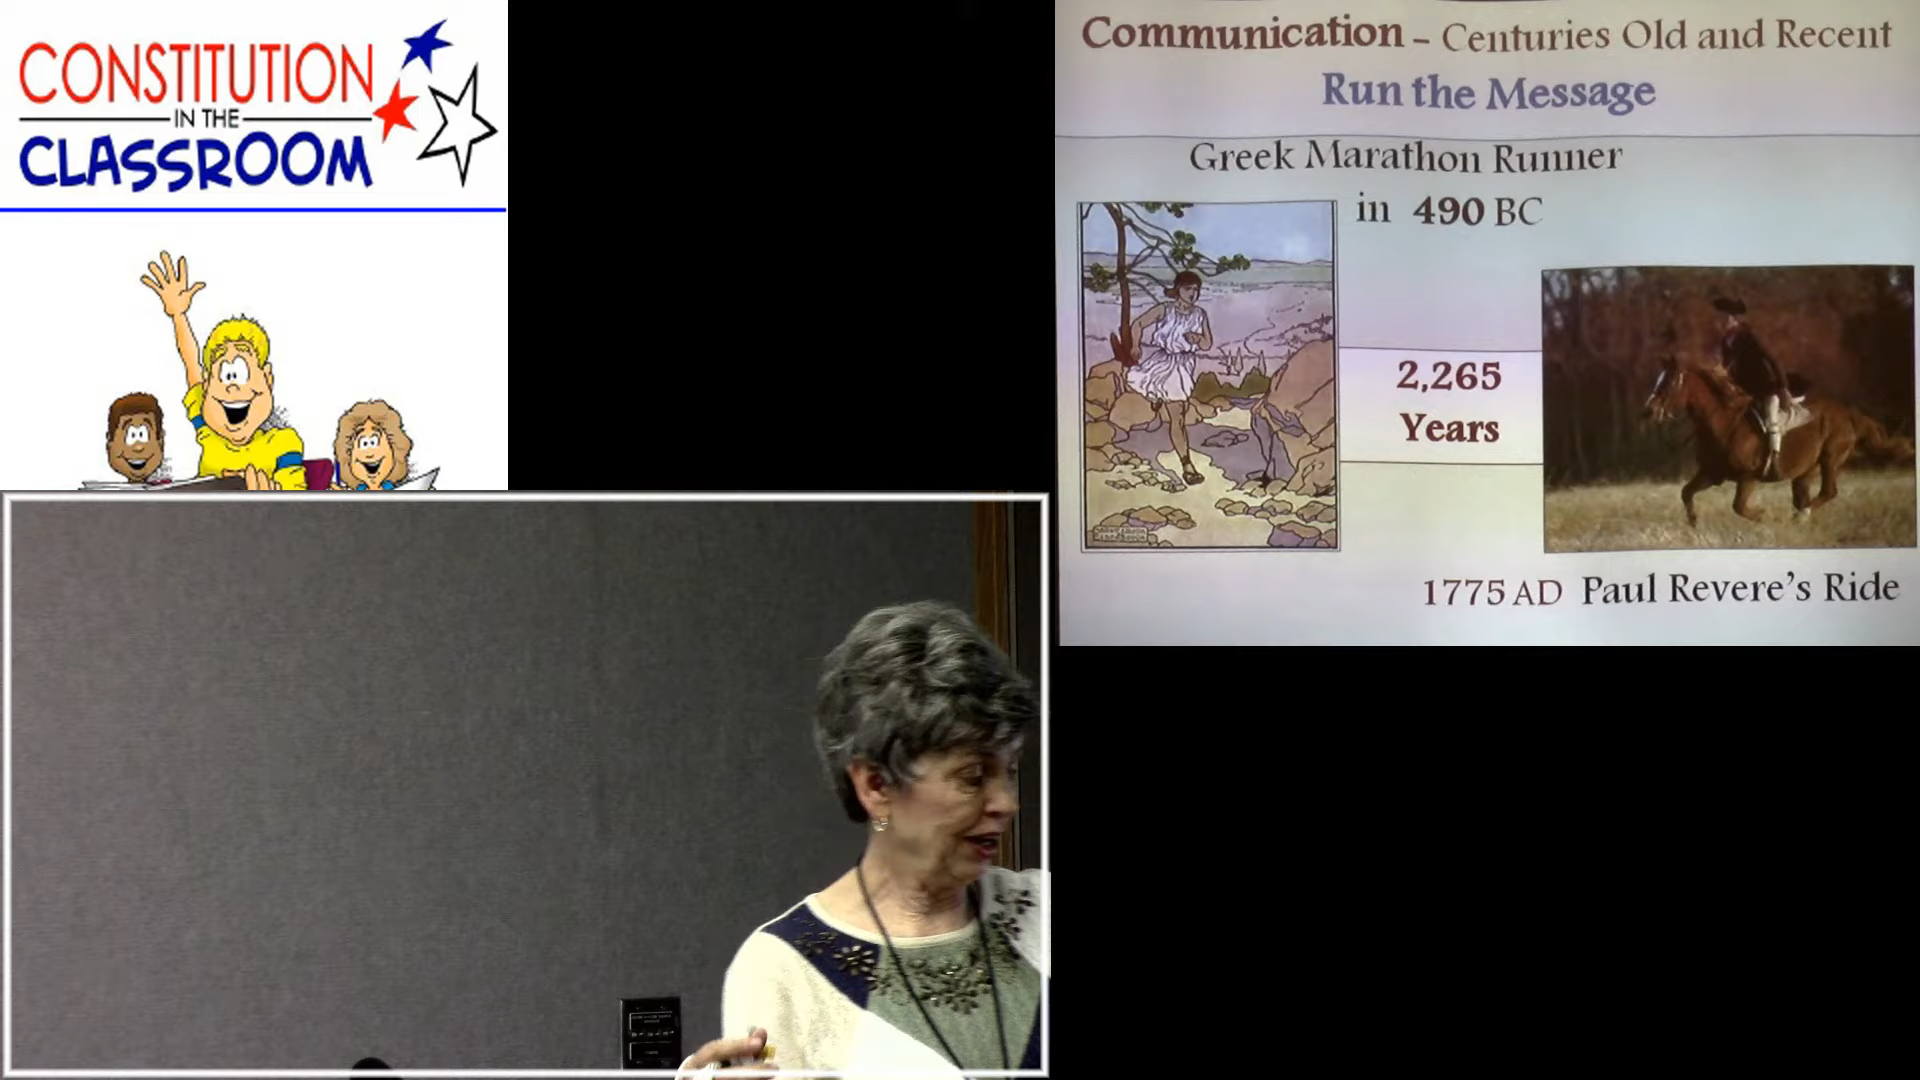 CONSTITUTION
IN THE
CLASSROOM
Communication – Centuries Old and Recent
Run the Message
Greek Marathon Runner
in 490 BC
2,265
Years
1775 AD Paul Revere's Ride